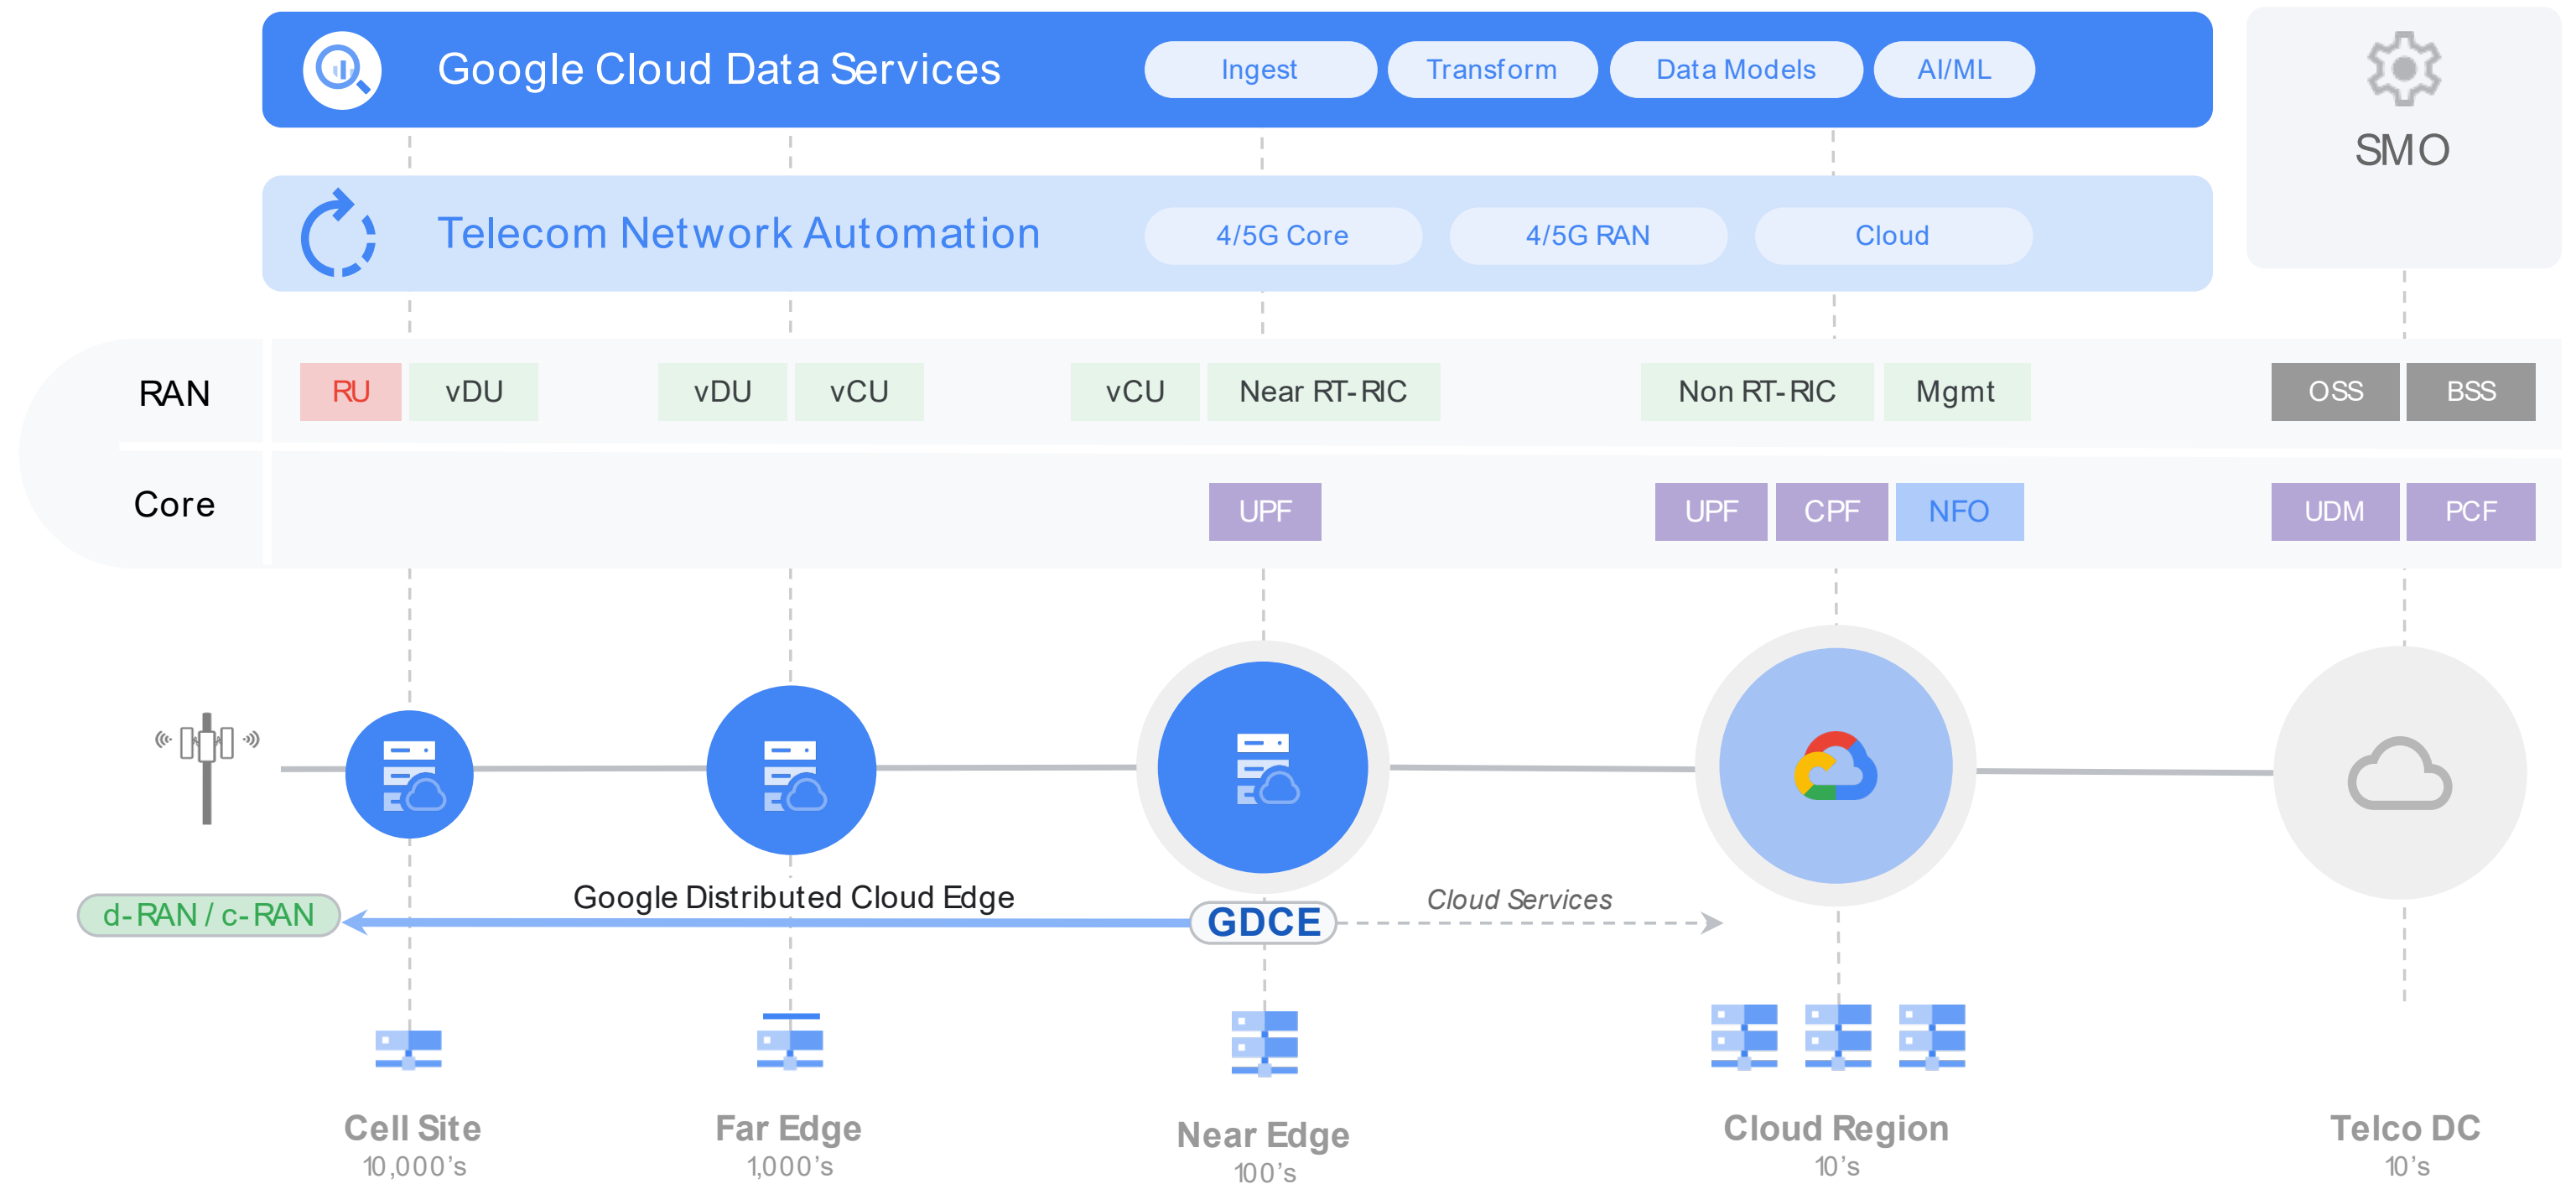 Google Cloud Data Services
Ingest
Transform
Data Models
AI/ML
SMO
Telecom Network Automation
4/5G Core
4/5G RAN
Cloud
RAN
RU
vDU
vDU
vCU
vCU
Near RT-RIC
Non RT-RIC
Mgmt
OSS
BSS
Core
UPF
UPF
CPF
NFO
UDM
PCF
Google Distributed Cloud Edge
Cloud Services
d-RAN / c-RAN
GDCE
Cell Site
10,000’s
Far Edge
1,000’s
Near Edge
100’s
Cloud Region
10’s
Telco DC
10’s